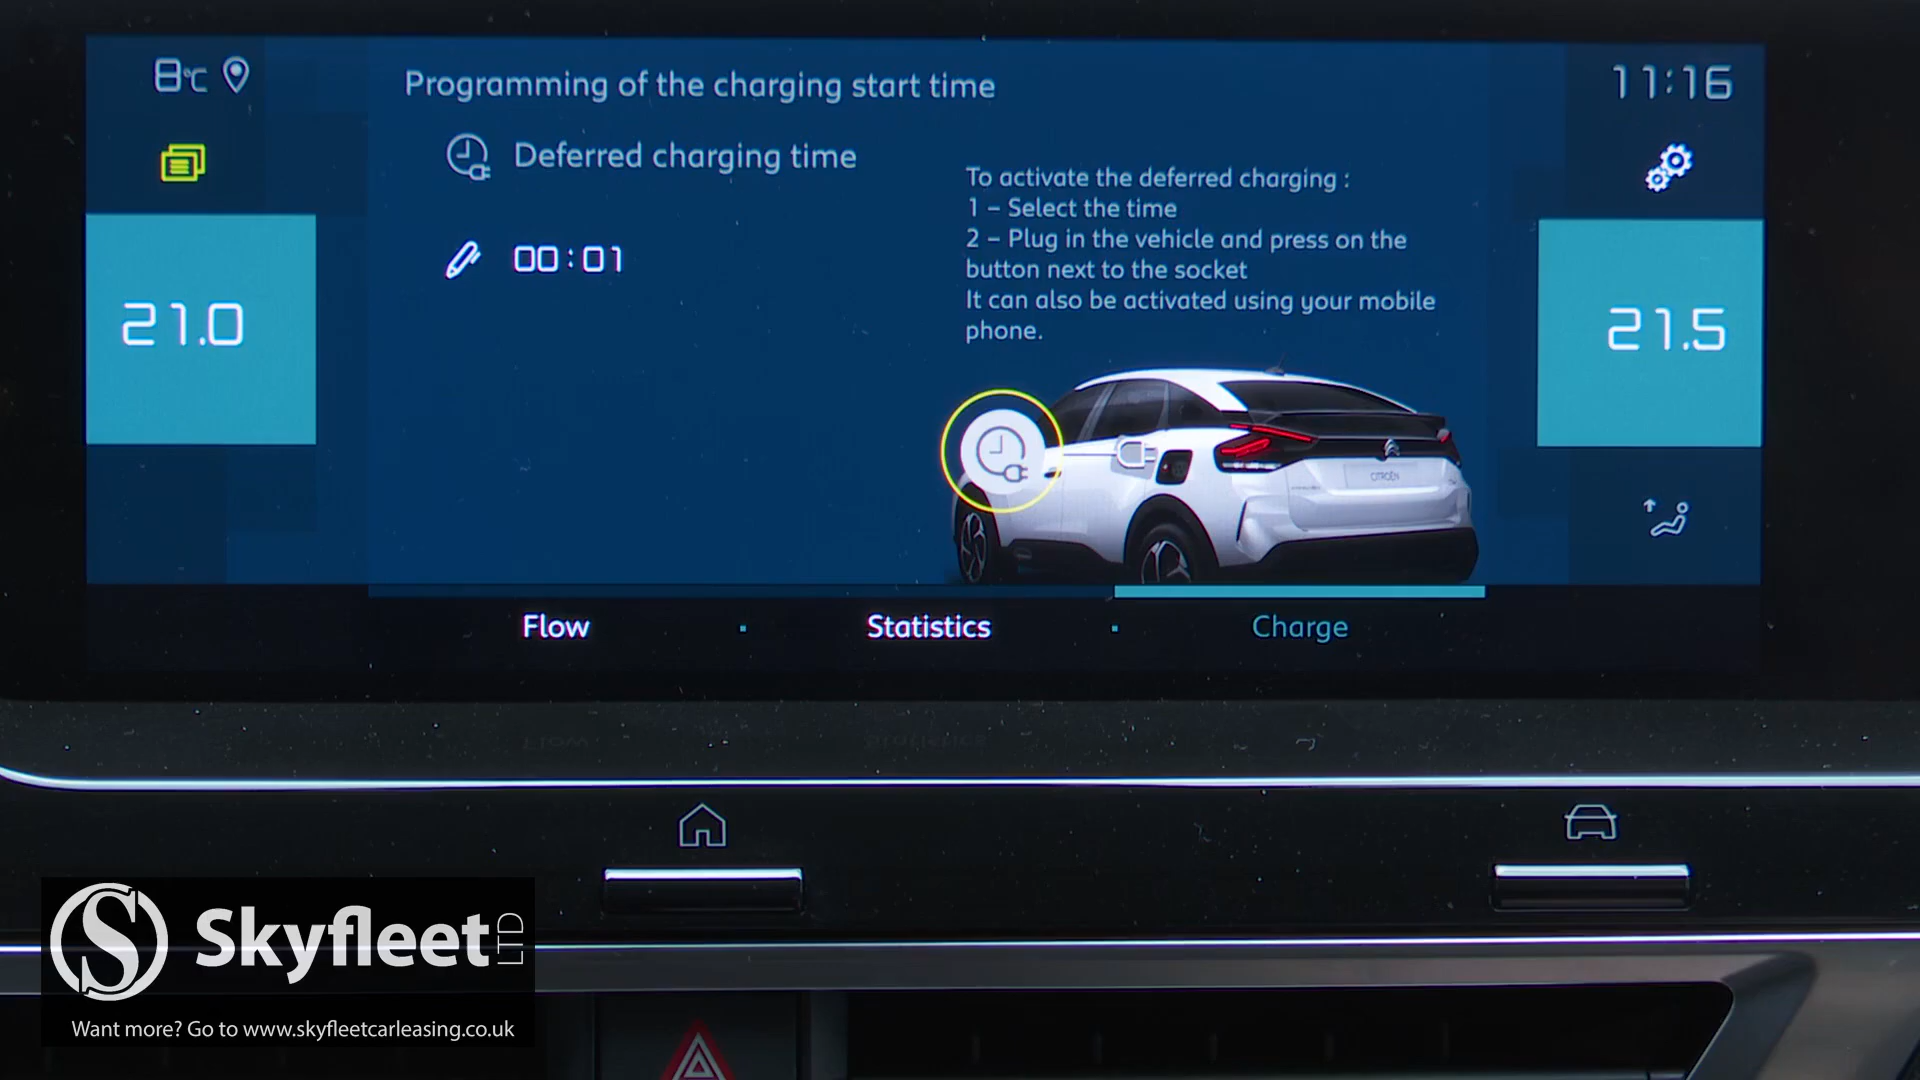 8°C
11:16
Programming of the charging start time
Deferred charging time
00:01
To activate the deferred charging :
1 – Select the time
2 – Plug in the vehicle and press on the
button next to the socket
It can also be activated using your mobile
phone.
21.0
21.5
CITROËN
Flow
Statistics
Charge
Skyfleet LTD
Want more? Go to www.skyfleetcarleasing.co.uk